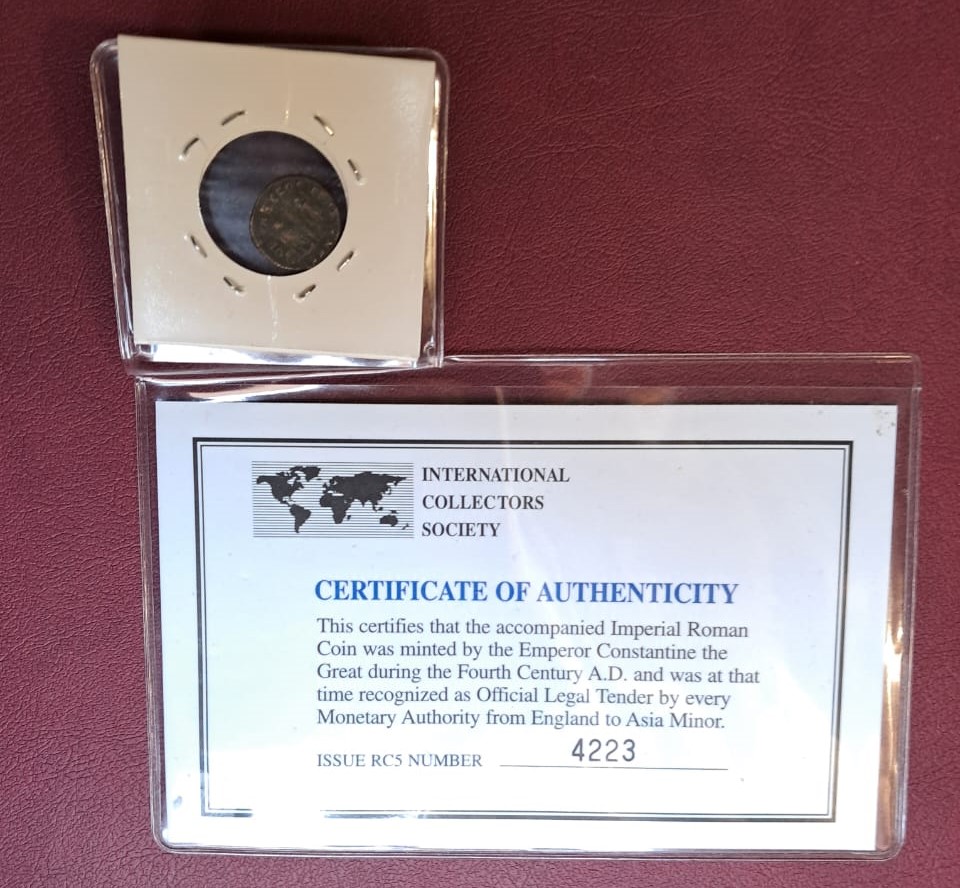 INTERNATIONAL
COLLECTORS
SOCIETY
CERTIFICATE OF AUTHENTICITY
This certifies that the accompanied Imperial Roman
Coin was minted by the Emperor Constantine the
Great during the Fourth Century A.D. and was at that
time recognized as Official Legal Tender by every
Monetary Authority from England to Asia Minor.
ISSUE RC5 NUMBER 4223